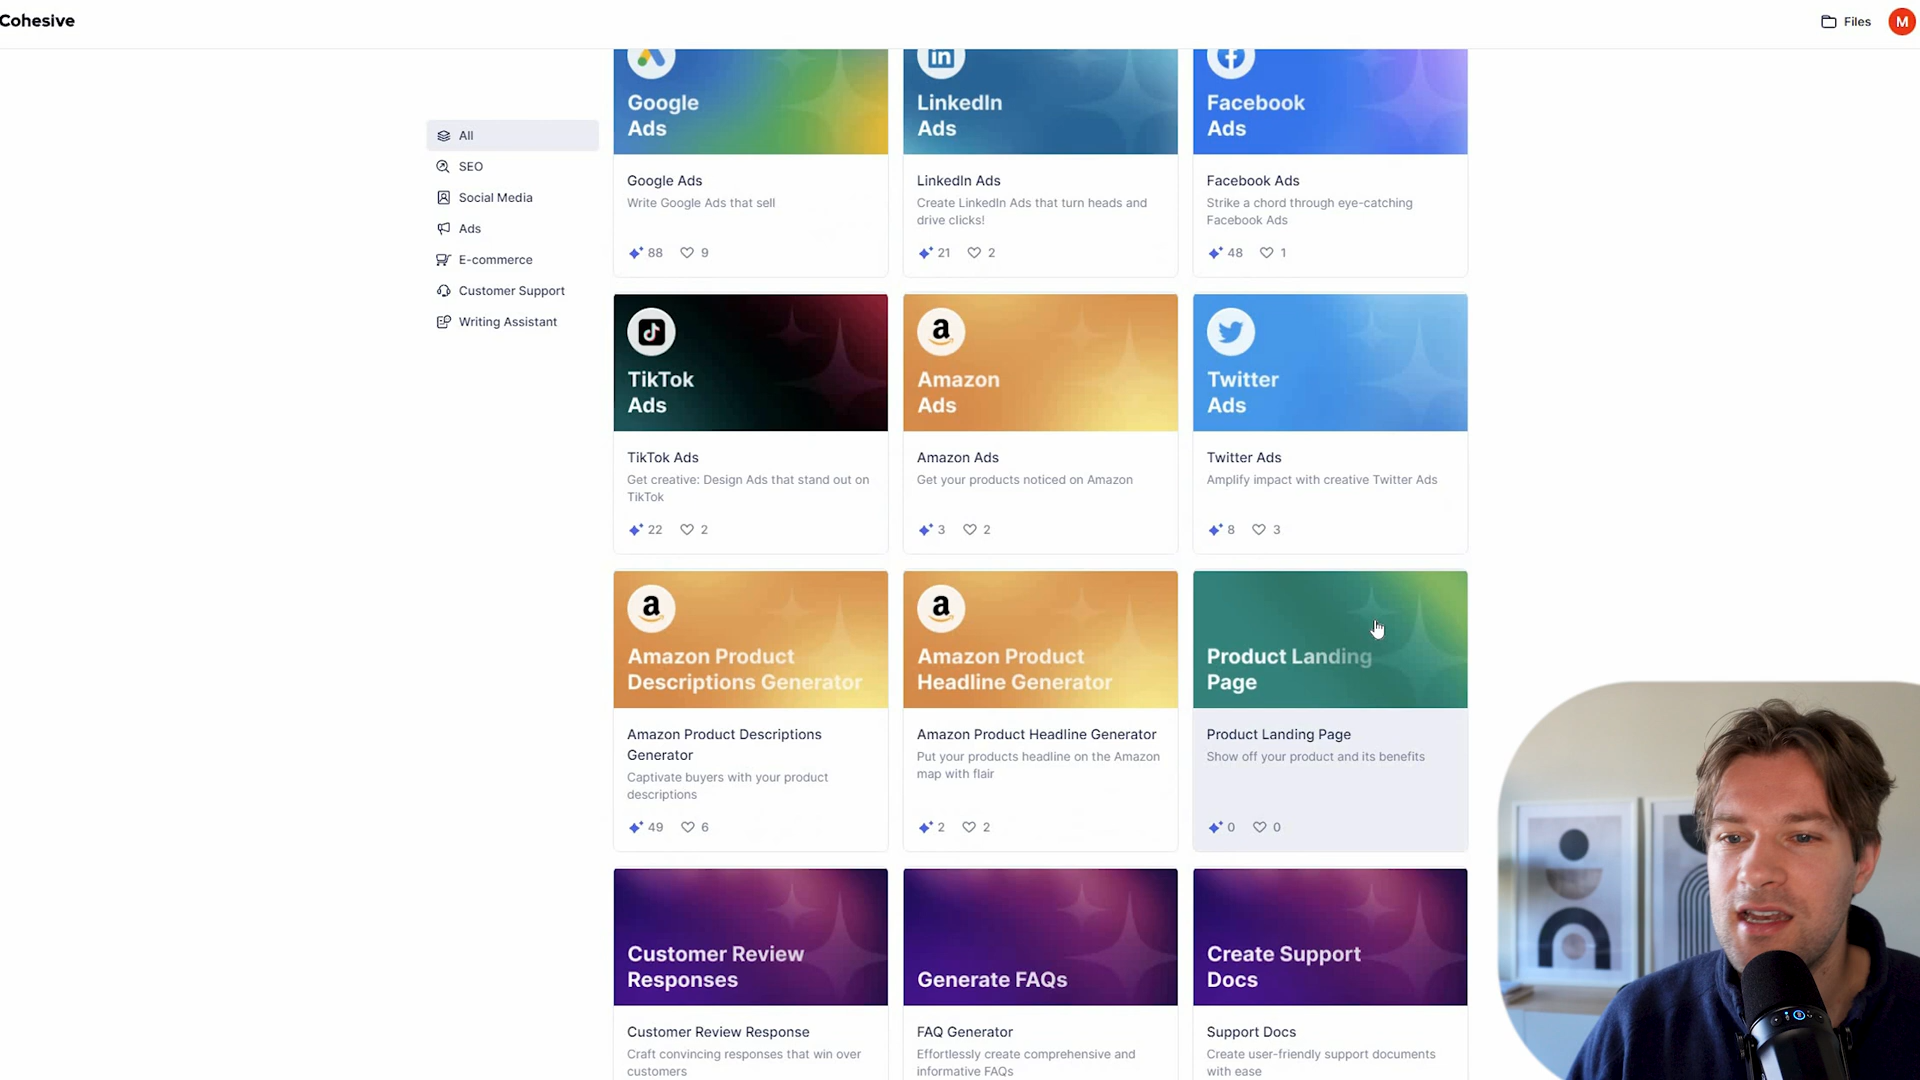 Cohesive
Files
M
All
SEO
Social Media
Ads
E-commerce
Customer Support
Writing Assistant
Google
Ads
Google Ads
Write Google Ads that sell
88 9
in
LinkedIn
Ads
LinkedIn Ads
Create LinkedIn Ads that turn heads and
drive clicks!
21 2
Facebook
Ads
Facebook Ads
Strike a chord through eye-catching
Facebook Ads
48 1
TikTok
Ads
TikTok Ads
Get creative: Design Ads that stand out on
TikTok
22 2
a
Amazon
Ads
Amazon Ads
Get your products noticed on Amazon
3 2
Twitter
Ads
Twitter Ads
Amplify impact with creative Twitter Ads
8 3
a
Amazon Product
Descriptions Generator
Amazon Product Descriptions
Generator
Captivate buyers with your product
descriptions
49 6
a
Amazon Product
Headline Generator
Amazon Product Headline Generator
Put your products headline on the Amazon
map with flair
2 2
Product Landing
Page
Product Landing Page
Show off your product and its benefits
0 0
Customer Review
Responses
Customer Review Response
Craft convincing responses that win over
customers
Generate FAQs
FAQ Generator
Effortlessly create comprehensive and
informative FAQs
Create Support
Docs
Support Docs
Create user-friendly support documents
with ease